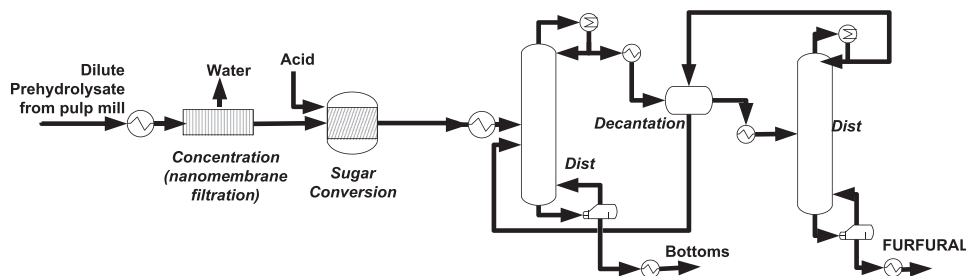 Dilute
Prehydrolysate
from pulp mill
Water
Acid
Concentration
(nanomembrane
filtration)
Sugar
Conversion
Dist
Bottoms
Decantation
Dist
FURFURAL